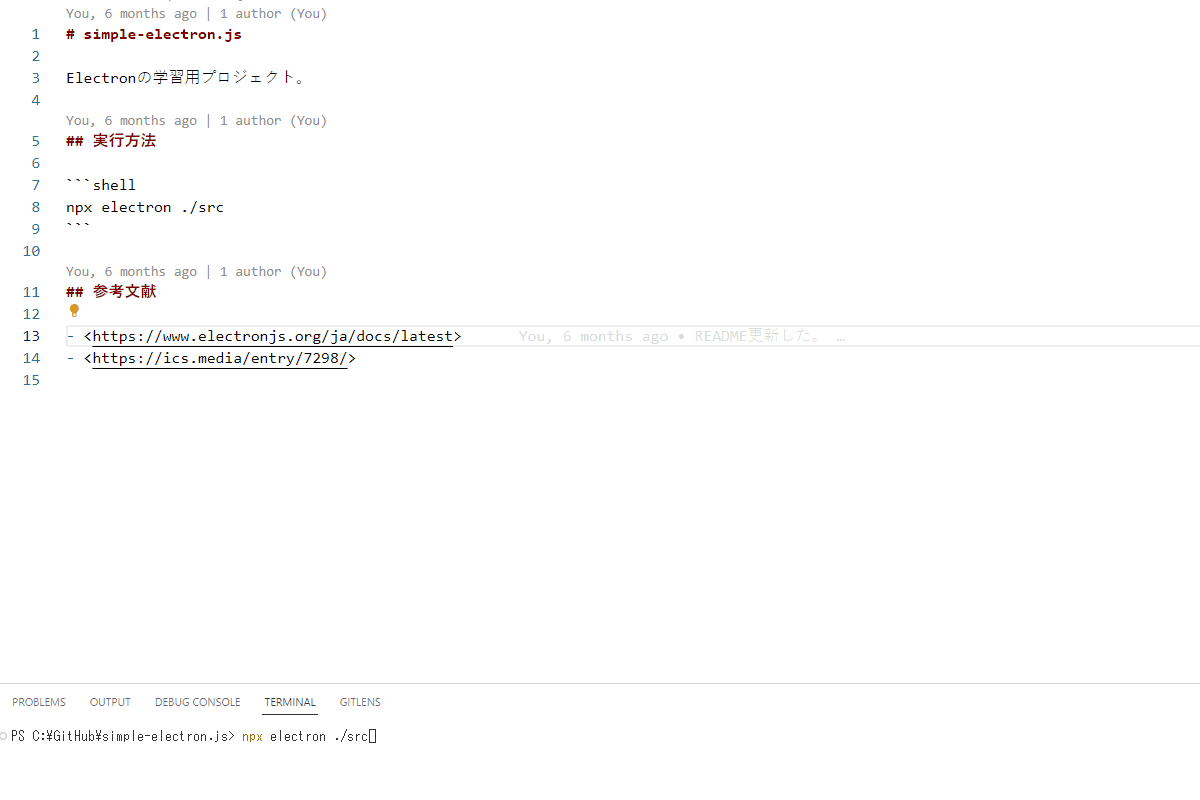 You, 6 months ago | 1 author (You)
1 # simple-electron.js
2
3 Electronの学習用プロジェクト。
4
You, 6 months ago | 1 author (You)
5 ## 実行方法
6
7 ```shell
8 npx electron ./src
9 ```
10
You, 6 months ago | 1 author (You)
11 ## 参考文献
12
13 - <https://www.electronjs.org/ja/docs/latest> You, 6 months ago • README更新した。 …
14 - <https://ics.media/entry/7298/>
15
PROBLEMS OUTPUT DEBUG CONSOLE TERMINAL GITLENS
PS C:¥GitHub¥simple-electron.js> npx electron ./src